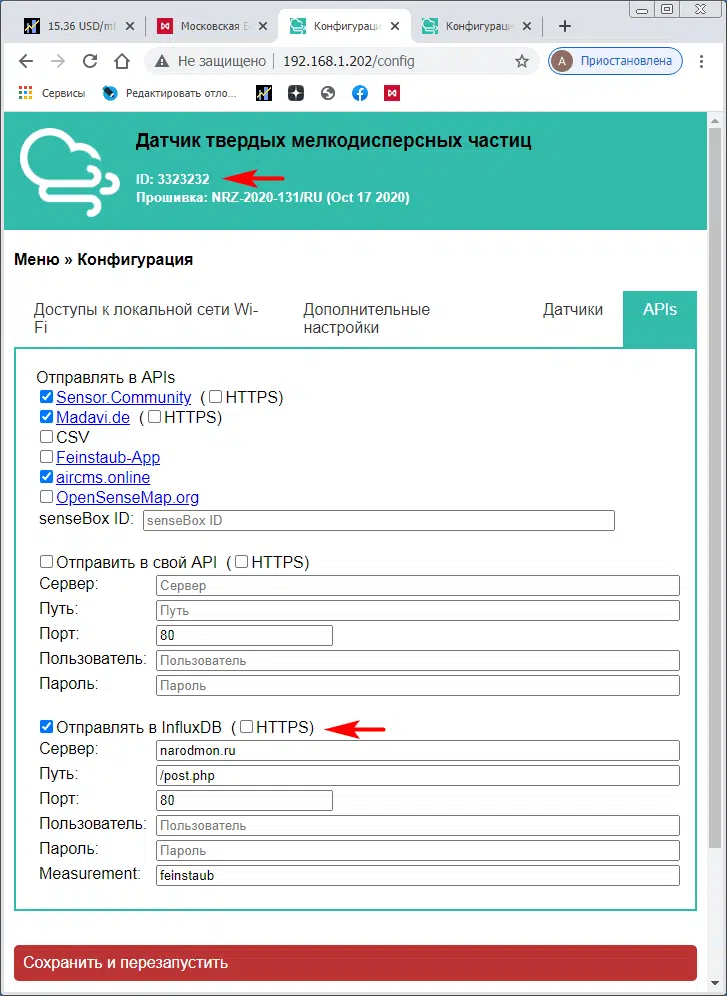 15.36 USD/ml
Московская Б
Конфигураци
Конфигураци
Не защищено
192.168.1.202/config
A
Приостановлена
Сервисы
Редактировать отло...
Датчик твердых мелкодисперсных частиц
ID: 3323232
Прошивка: NRZ-2020-131/RU (Oct 17 2020)
Меню » Конфигурация
Доступы к локальной сети Wi-
Fi
Дополнительные
настройки
Датчики
APIs
Отправлять в APIs
Sensor.Community (HTTPS)
Madavi.de (HTTPS)
CSV
Feinstaub-App
aircms.online
OpenSenseMap.org
senseBox ID: senseBox ID
Отправить в свой API (HTTPS)
Сервер: Сервер
Путь: Путь
Порт: 80
Пользователь: Пользователь
Пароль: Пароль
Отправлять в InfluxDB (HTTPS)
Сервер: narodmon.ru
Путь: /post.php
Порт: 80
Пользователь: Пользователь
Пароль: Пароль
Measurement: feinstaub
Сохранить и перезапустить